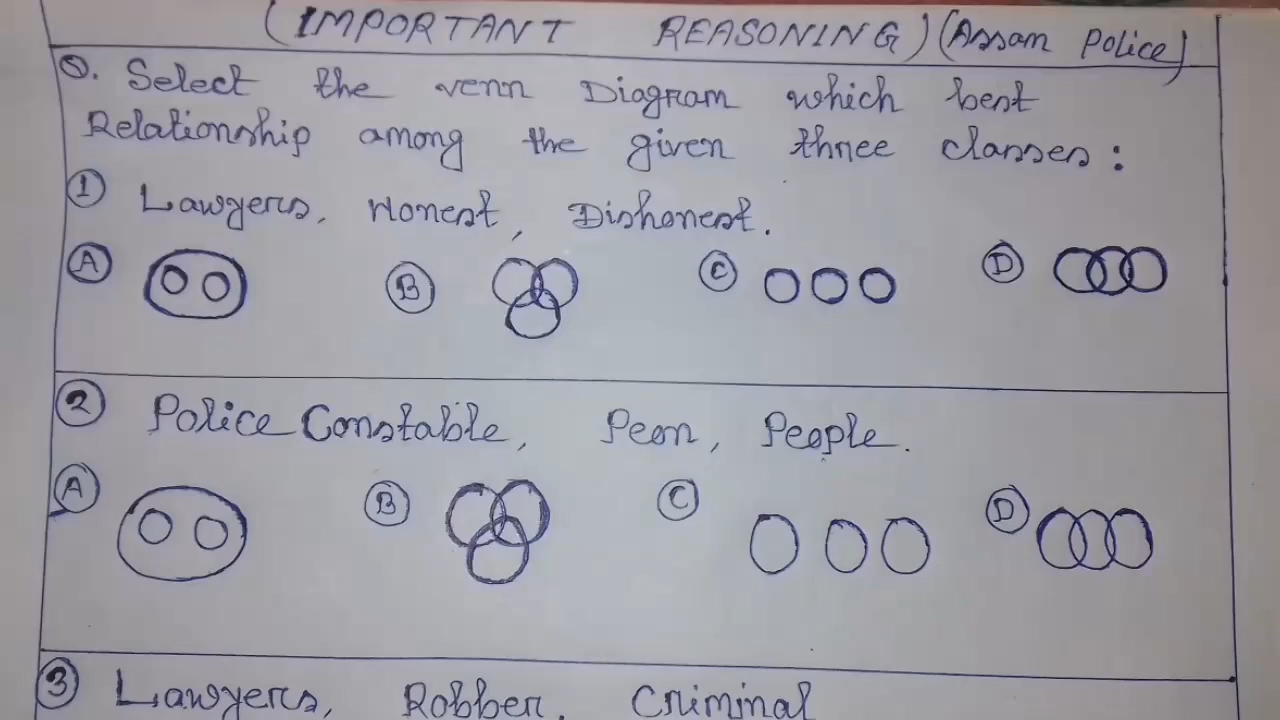 (IMPORTANT REASONING) (Assam Police)
Q. Select the venn Diagram which best
Relationship among the given three classes :
① Lawyers, Honest, Dishonest.
Ⓐ Ⓑ Ⓒ Ⓓ
② Police Constable, Peon, People.
Ⓐ Ⓑ Ⓒ Ⓓ
③ Lawyers, Robber, Criminal